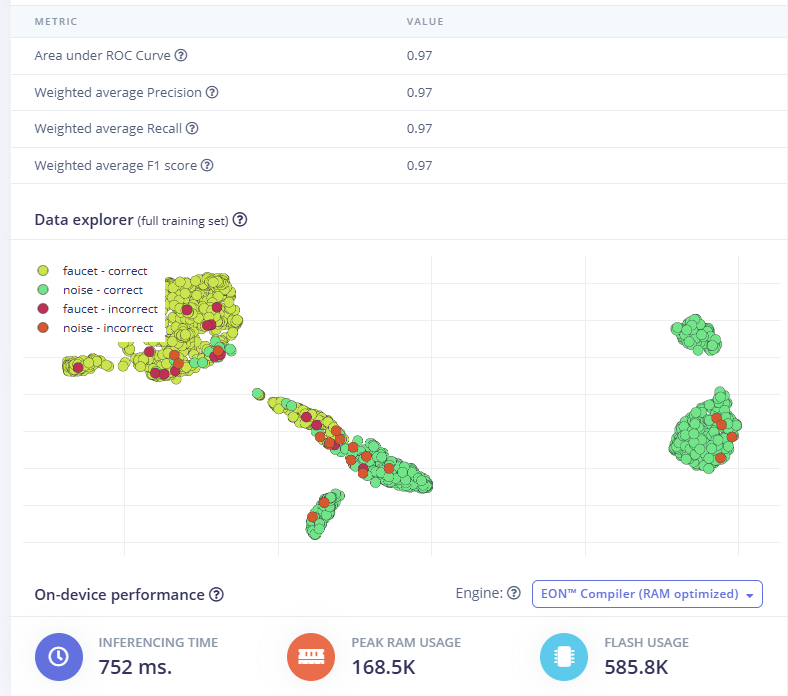 METRIC VALUE
Area under ROC Curve ? 0.97
Weighted average Precision ? 0.97
Weighted average Recall ? 0.97
Weighted average F1 score ? 0.97
Data explorer (full training set) ?
faucet - correct
noise - correct
faucet - incorrect
noise - incorrect
On-device performance ? Engine: ? EON™ Compiler (RAM optimized)
INFERENCING TIME PEAK RAM USAGE FLASH USAGE
752 ms. 168.5K 585.8K